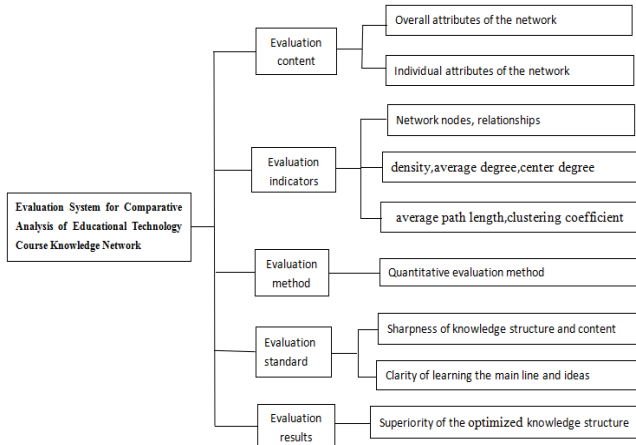 Evaluation System for Comparative
Analysis of Educational Technology
Course Knowledge Network
Evaluation
content
Overall attributes of the network
Individual attributes of the network
Evaluation
indicators
Network nodes, relationships
density,average degree,center degree
average path length,clustering coefficient
Evaluation
method
Quantitative evaluation method
Evaluation
standard
Sharpness of knowledge structure and content
Clarity of learning the main line and ideas
Evaluation
results
Superiority of the optimized knowledge structure